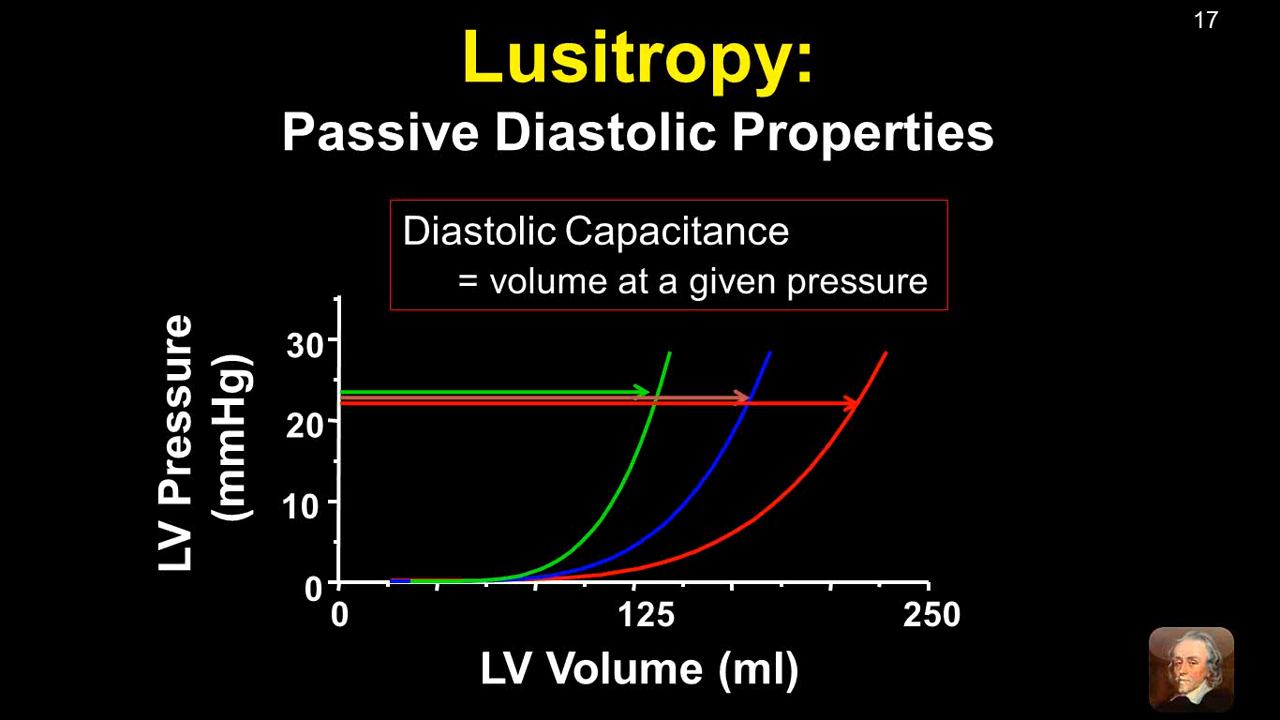 17
Lusitropy:
Passive Diastolic Properties
Diastolic Capacitance
= volume at a given pressure
LV Pressure
(mmHg)
30
20
10
0
0
125
250
LV Volume (ml)